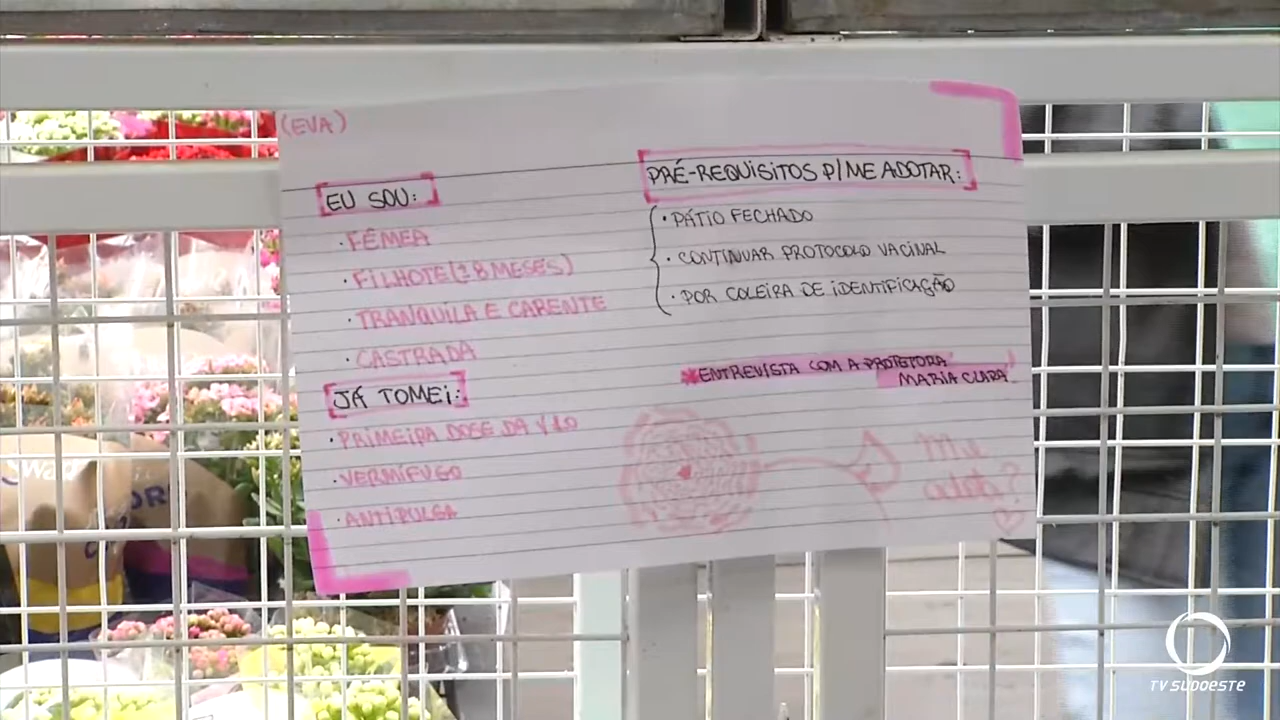 (EVA)
EU SOU:
· FÊMEA
· FILHOTE (± 8 MESES)
· TRANQUILA E CARENTE
· CASTRADA
JÁ TOMEI:
· PRIMEIRA DOSE DA V10
· VERMÍFUGO
· ANTIPULGA
PRÉ-REQUISITOS P/ ME ADOTAR:
· PÁTIO FECHADO
· CONTINUAR PROTOCOLO VACINAL
· POR COLEIRA DE IDENTIFICAÇÃO
*ENTREVISTA COM A PROTETORA
MARIA CLARA
adota?
TV SUDOESTE